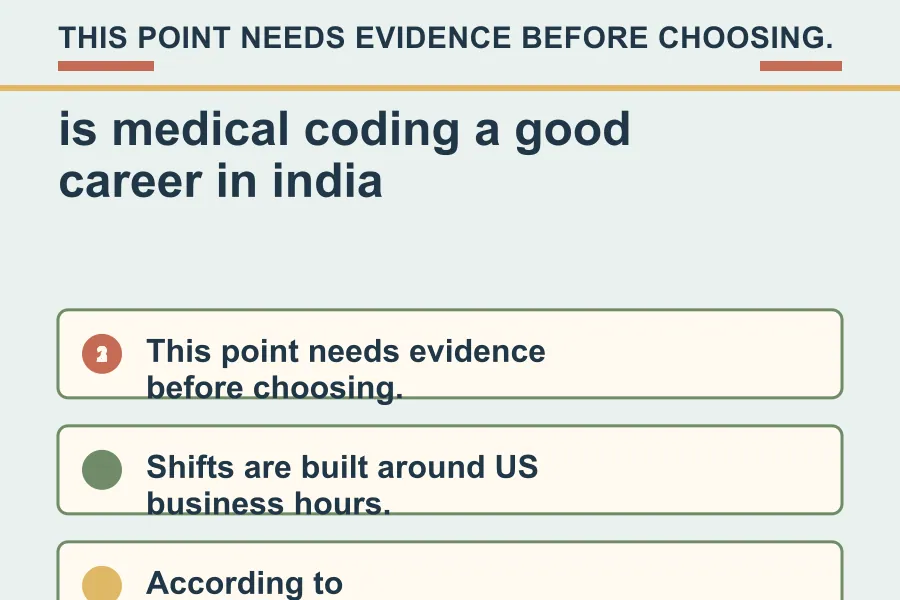 THIS POINT NEEDS EVIDENCE BEFORE CHOOSING.
is medical coding a good
career in india
This point needs evidence
before choosing.
Shifts are built around US
business hours.
According to